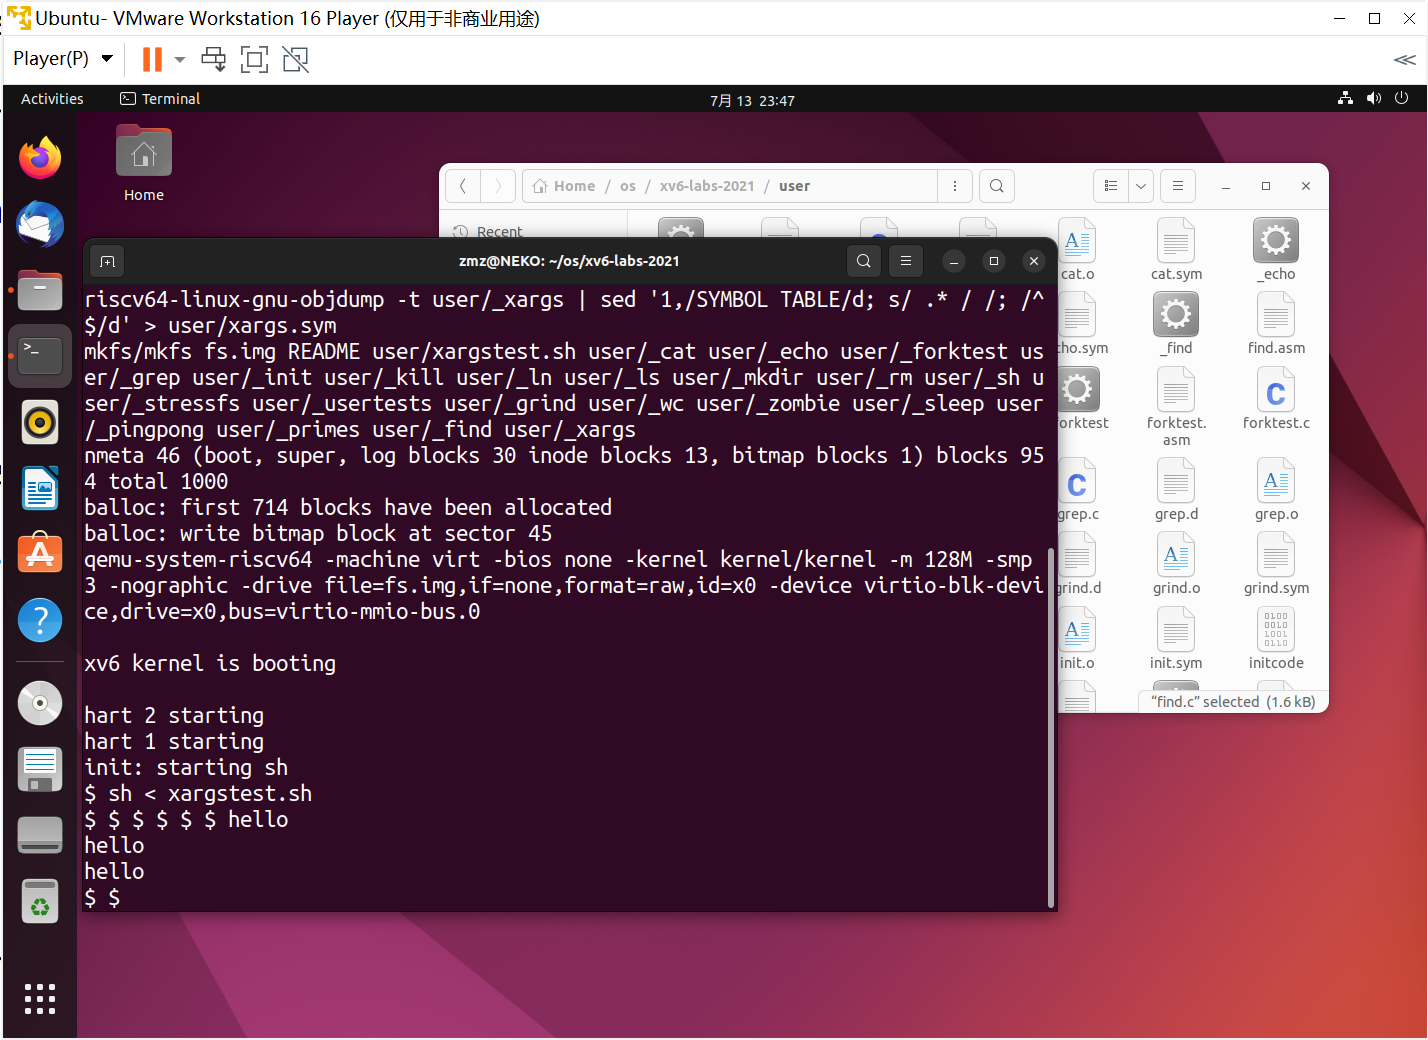 Ubuntu- VMware Workstation 16 Player (仅用于非商业用途)
Player(P)
Activities
Terminal
7月 13 23:47
Home
Home / os / xv6-labs-2021 / user
Recent
cat.o
cat.sym
_echo
cho.sym
_find
find.asm
forktest
forktest.
asm
forktest.c
grep.c
grep.d
grep.o
grind.d
grind.o
grind.sym
init.o
init.sym
initcode
“find.c” selected (1.6 kB)
zmz@NEKO: ~/os/xv6-labs-2021
riscv64-linux-gnu-objdump -t user/_xargs | sed '1,/SYMBOL TABLE/d; s/ .* / /; /^
$/d' > user/xargs.sym
mkfs/mkfs fs.img README user/xargstest.sh user/_cat user/_echo user/_forktest us
er/_grep user/_init user/_kill user/_ln user/_ls user/_mkdir user/_rm user/_sh u
ser/_stressfs user/_usertests user/_grind user/_wc user/_zombie user/_sleep user
/_pingpong user/_primes user/_find user/_xargs
nmeta 46 (boot, super, log blocks 30 inode blocks 13, bitmap blocks 1) blocks 95
4 total 1000
balloc: first 714 blocks have been allocated
balloc: write bitmap block at sector 45
qemu-system-riscv64 -machine virt -bios none -kernel kernel/kernel -m 128M -smp
3 -nographic -drive file=fs.img,if=none,format=raw,id=x0 -device virtio-blk-devi
ce,drive=x0,bus=virtio-mmio-bus.0
xv6 kernel is booting
hart 2 starting
hart 1 starting
init: starting sh
$ sh < xargstest.sh
$ $ $ $ $ $ hello
hello
hello
$ $